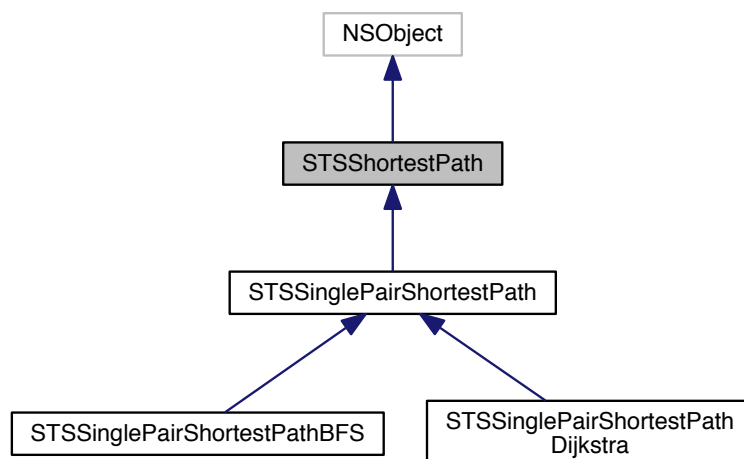 NSObject
STSShortestPath
STSSinglePairShortestPath
STSSinglePairShortestPathBFS
STSSinglePairShortestPath
Dijkstra